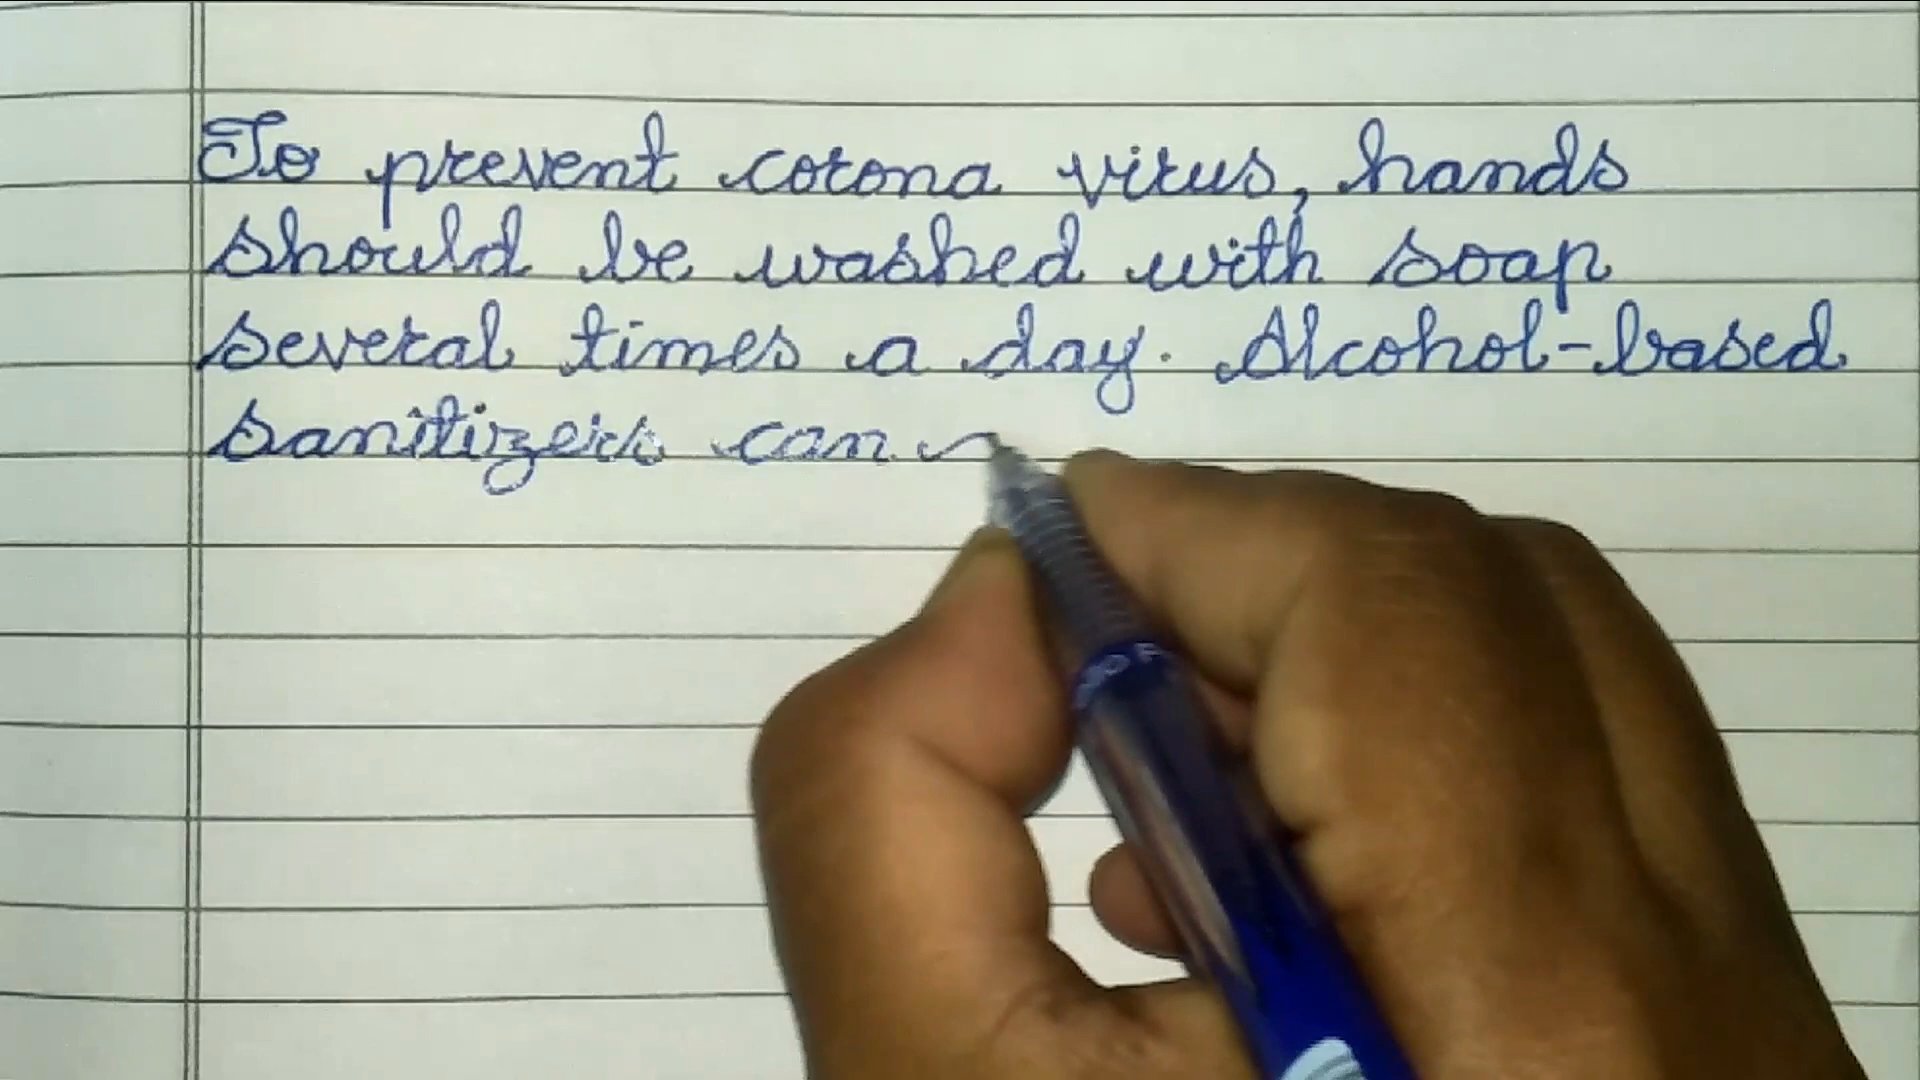 To prevent corona virus, hands
should be washed with soap
several times a day. Alcohol-based
sanitizers can